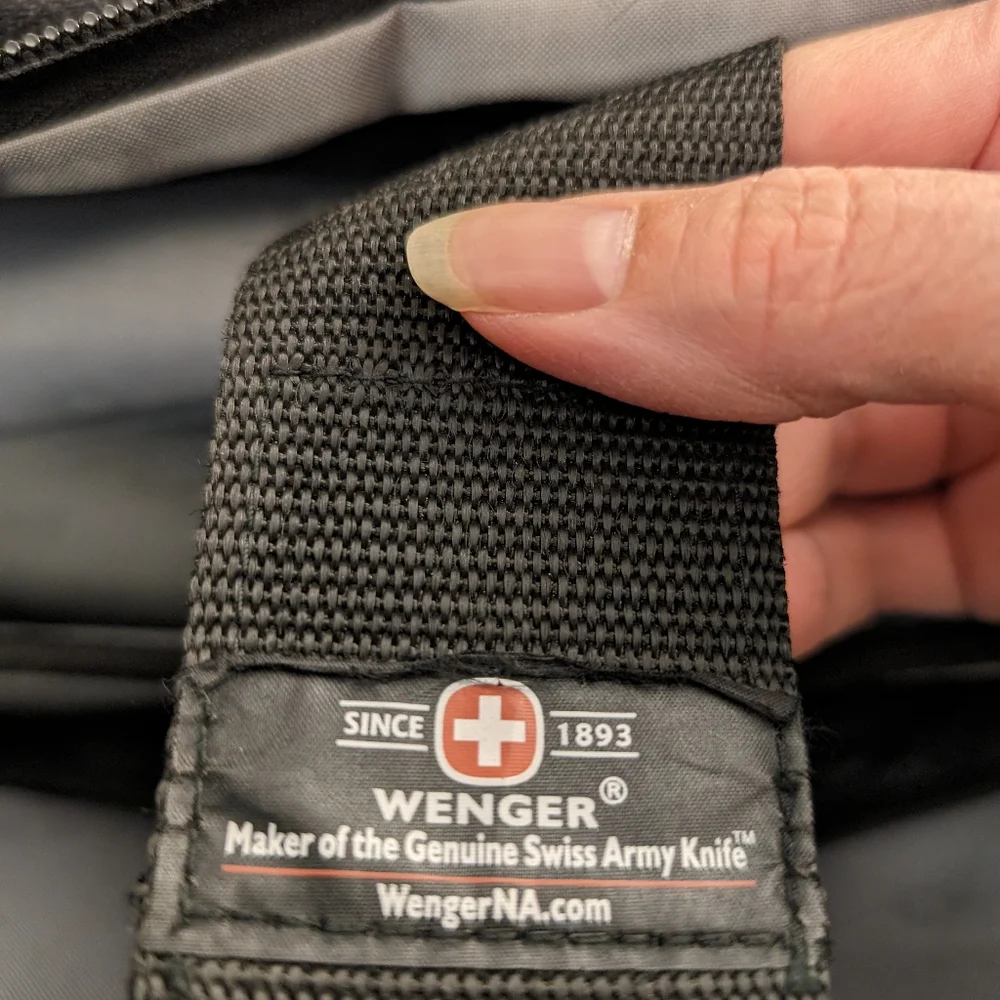 SINCE 1893
WENGER®
Maker of the Genuine Swiss Army Knife™
WengerNA.com